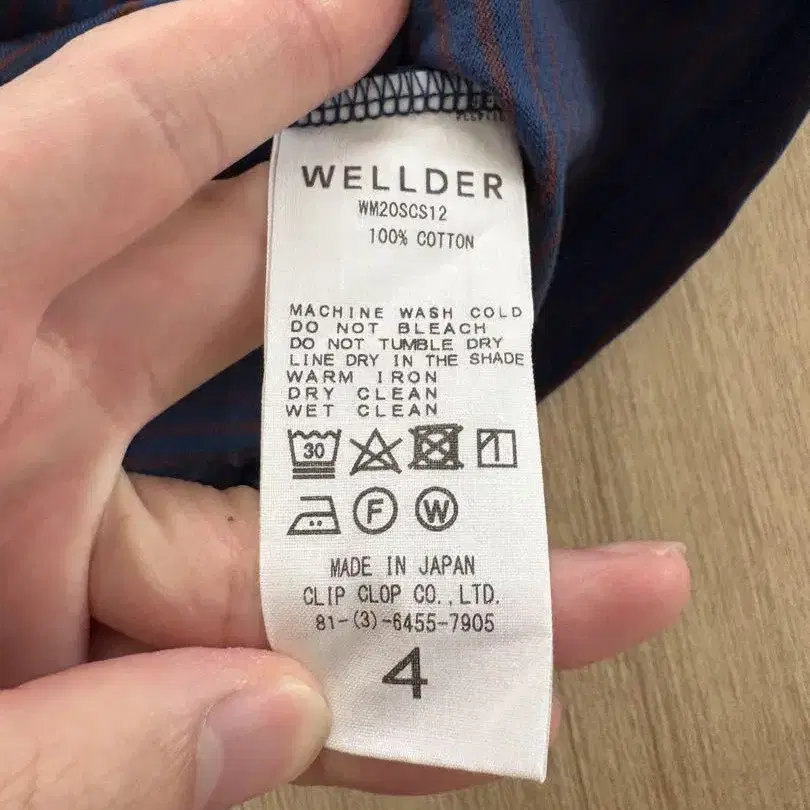 WELLDER
WM20SCS12
100% COTTON
MACHINE WASH COLD
DO NOT BLEACH
DO NOT TUMBLE DRY
LINE DRY IN THE SHADE
WARM IRON
DRY CLEAN
WET CLEAN
30
F W
MADE IN JAPAN
CLIP CLOP CO.,LTD.
81-(3)-6455-7905
4